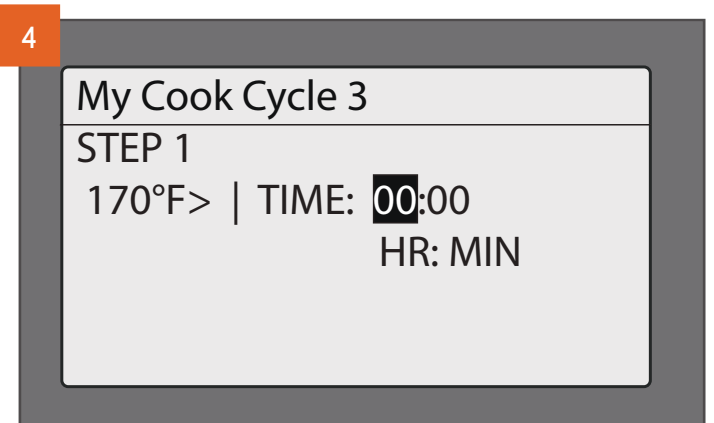 4
My Cook Cycle 3
STEP 1
170°F> | TIME: 00:00
HR: MIN